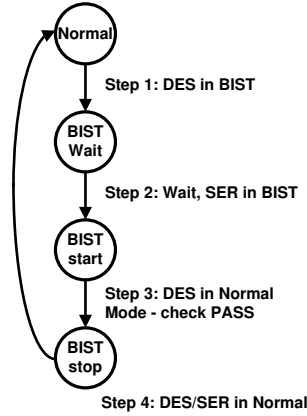 Normal
Step 1: DES in BIST
BIST
Wait
Step 2: Wait, SER in BIST
BIST
start
Step 3: DES in Normal
Mode - check PASS
BIST
stop
Step 4: DES/SER in Normal